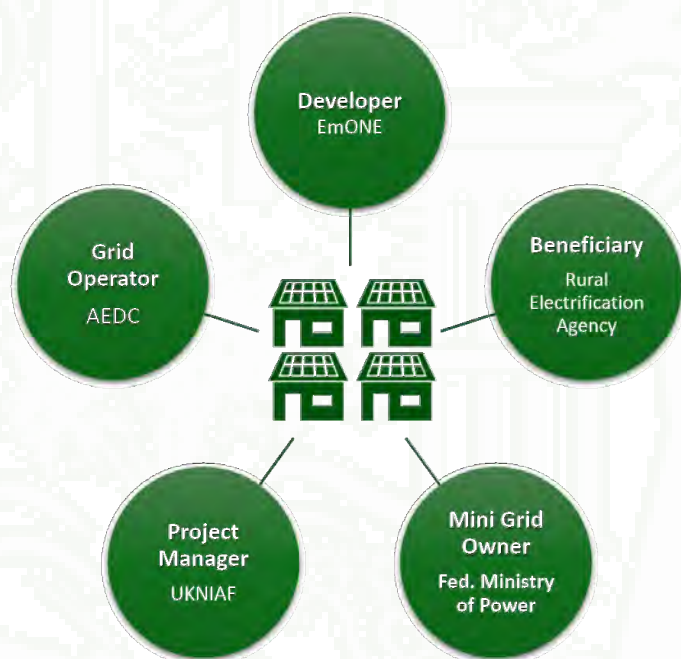 Developer
EmONE
Grid
Operator
AEDC
Beneficiary
Rural
Electrification
Agency
Project
Manager
UKNIAF
Mini Grid
Owner
Fed. Ministry
of Power